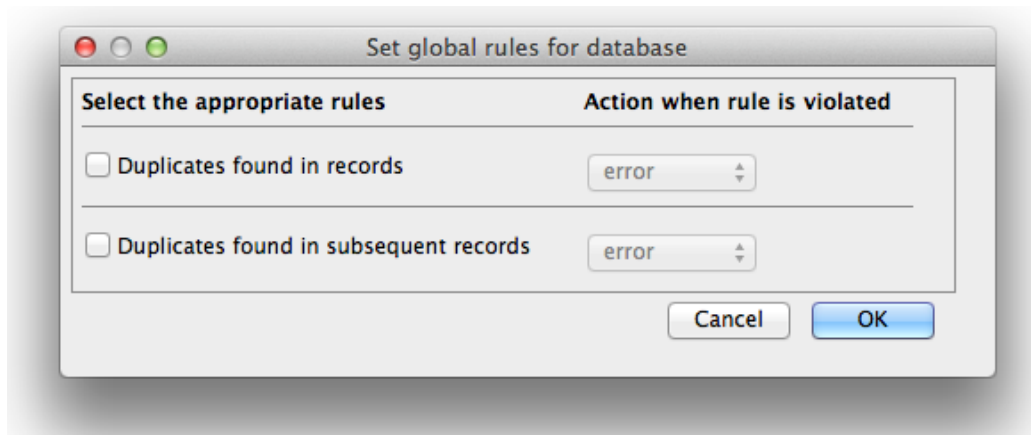 Set global rules for database
Select the appropriate rules Action when rule is violated
Duplicates found in records error
Duplicates found in subsequent records error
Cancel OK